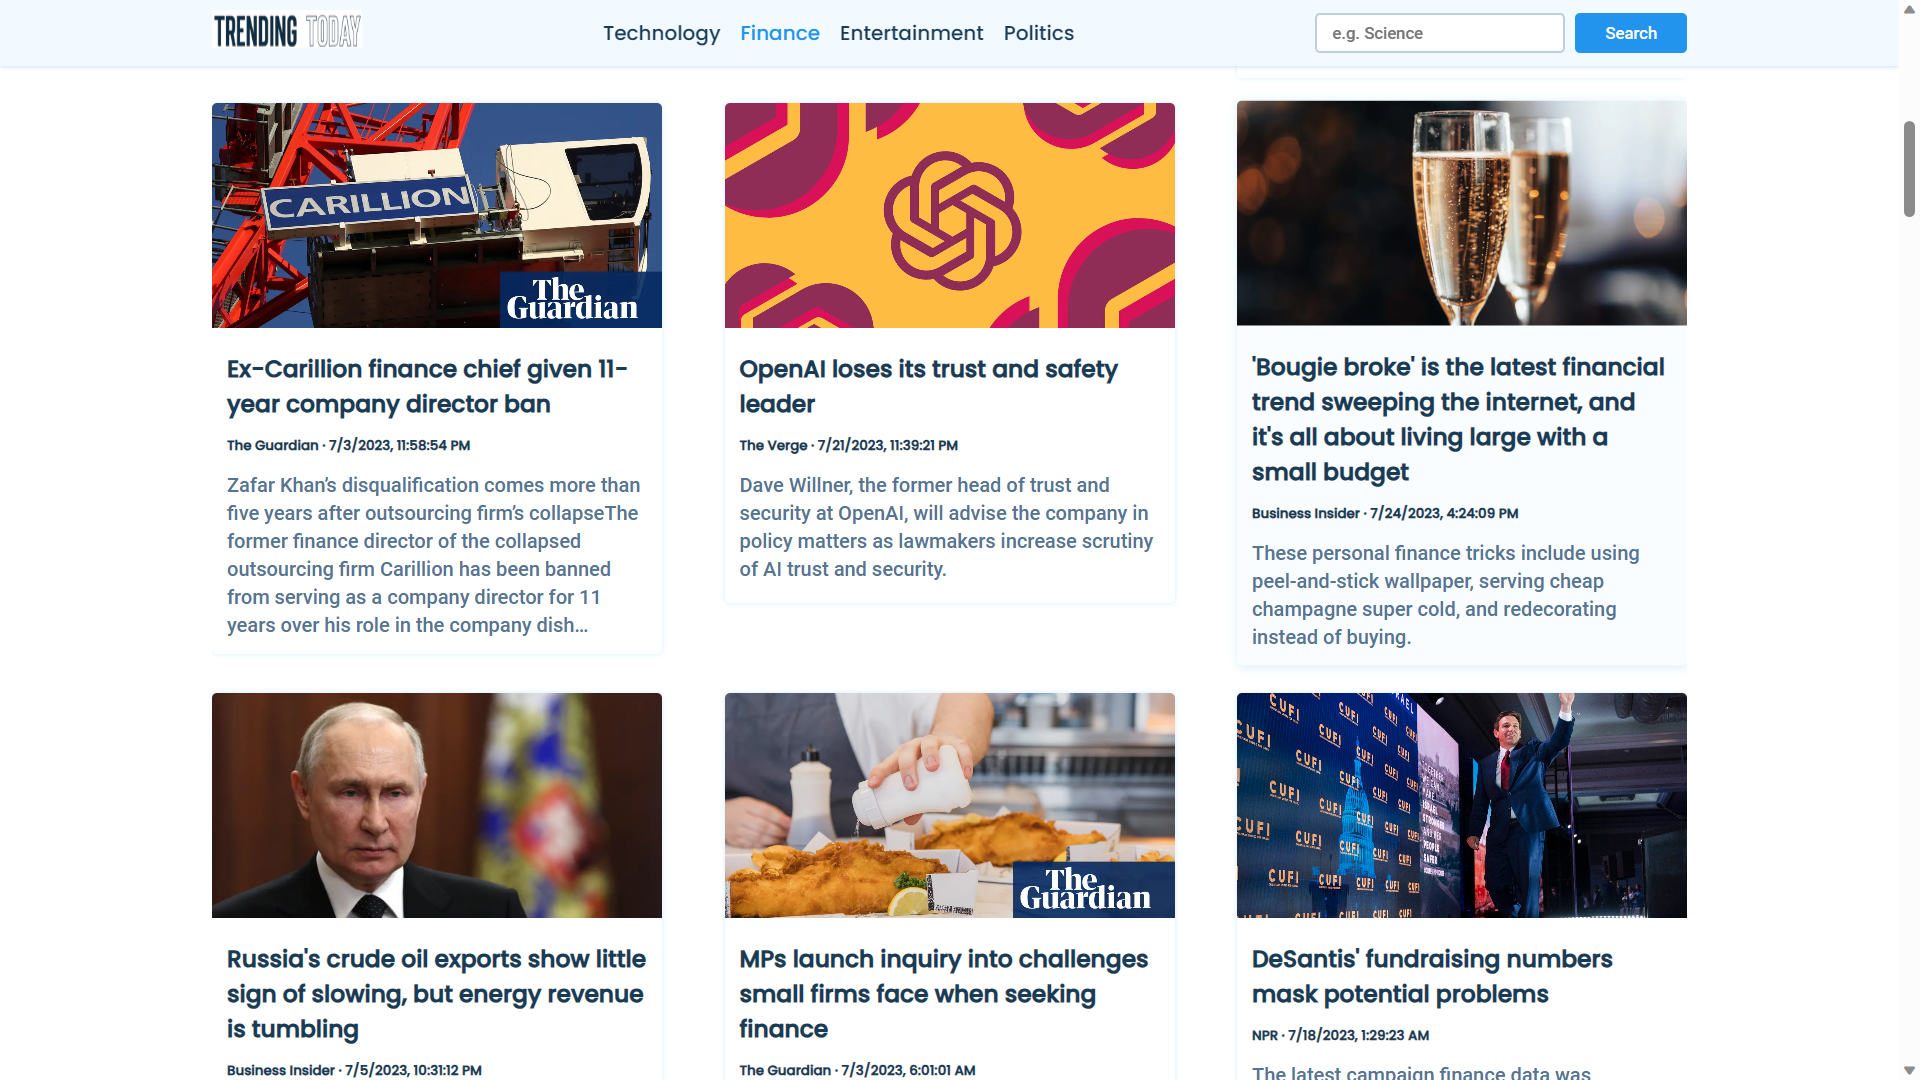 TRENDING TODAY
Technology Finance Entertainment Politics
e.g. Science
Search
CARILLION
The
Guardian
Ex-Carillion finance chief given 11-
year company director ban
The Guardian · 7/3/2023, 11:58:54 PM
Zafar Khan’s disqualification comes more than
five years after outsourcing firm’s collapseThe
former finance director of the collapsed
outsourcing firm Carillion has been banned
from serving as a company director for 11
years over his role in the company dish…
OpenAI loses its trust and safety
leader
The Verge · 7/21/2023, 11:39:21 PM
Dave Willner, the former head of trust and
security at OpenAI, will advise the company in
policy matters as lawmakers increase scrutiny
of AI trust and security.
'Bougie broke' is the latest financial
trend sweeping the internet, and
it's all about living large with a
small budget
Business Insider · 7/24/2023, 4:24:09 PM
These personal finance tricks include using
peel-and-stick wallpaper, serving cheap
champagne super cold, and redecorating
instead of buying.
Russia's crude oil exports show little
sign of slowing, but energy revenue
is tumbling
Business Insider · 7/5/2023, 10:31:12 PM
The
Guardian
MPs launch inquiry into challenges
small firms face when seeking
finance
The Guardian · 7/3/2023, 6:01:01 AM
CUFI
DeSantis' fundraising numbers
mask potential problems
NPR · 7/18/2023, 1:29:23 AM
The latest campaign finance data was